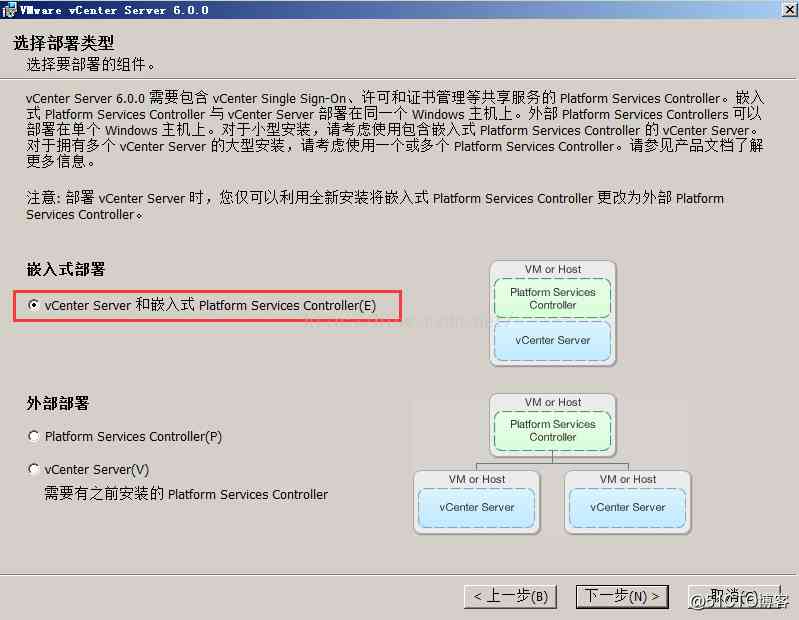 VMware vCenter Server 6.0.0
选择部署类型
选择要部署的组件。
vCenter Server 6.0.0 需要包含 vCenter Single Sign-On、许可和证书管理等共享服务的 Platform Services Controller。嵌入
式 Platform Services Controller 与 vCenter Server 部署在同一个 Windows 主机上。外部 Platform Services Controllers 可以
部署在单个 Windows 主机上。对于小型安装，请考虑使用包含嵌入式 Platform Services Controller 的 vCenter Server。
对于拥有多个 vCenter Server 的大型安装，请考虑使用一个或多个 Platform Services Controller。请参见产品文档了解
更多信息。
注意: 部署 vCenter Server 时，您仅可以利用全新安装将嵌入式 Platform Services Controller 更改为外部 Platform
Services Controller。
嵌入式部署
vCenter Server 和嵌入式 Platform Services Controller(E)
VM or Host
Platform Services
Controller
vCenter Server
外部部署
Platform Services Controller(P)
vCenter Server(V)
需要有之前安装的 Platform Services Controller
VM or Host
Platform Services
Controller
VM or Host
vCenter Server
VM or Host
vCenter Server
< 上一步(B)
下一步(N) >
取消(C)
@51CTO博客